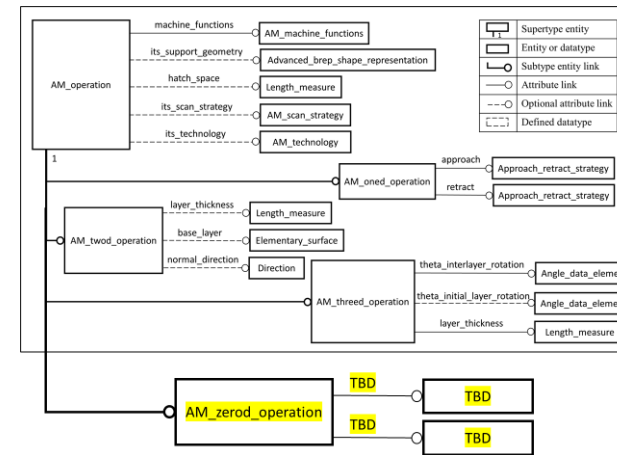 machine_functions
AM_machine_functions
its_support_geometry
Advanced_brep_shape_representation
AM_operation
hatch_space
Length_measure
its_scan_strategy
AM_scan_strategy
its_technology
AM_technology
1
1
Supertype entity
Entity or datatype
Subtype entity link
Attribute link
Optional attribute link
Defined datatype
AM_oned_operation
approach
Approach_retract_strategy
retract
Approach_retract_strategy
AM_twod_operation
layer_thickness
Length_measure
base_layer
Elementary_surface
normal_direction
Direction
AM_threed_operation
theta_interlayer_rotation
Angle_data_eleme
theta_initial_layer_rotation
Angle_data_eleme
layer_thickness
Length_measure
AM_zerod_operation
TBD
TBD
TBD
TBD